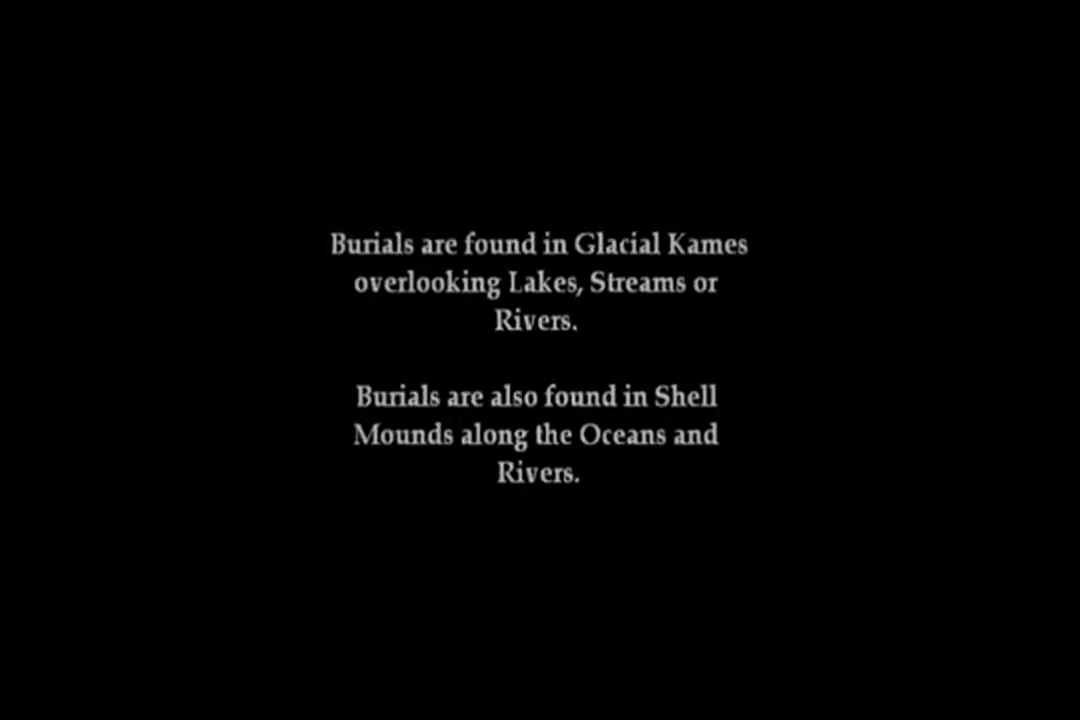 Burials are found in Glacial Kames
overlooking Lakes, Streams or
Rivers.
Burials are also found in Shell
Mounds along the Oceans and
Rivers.